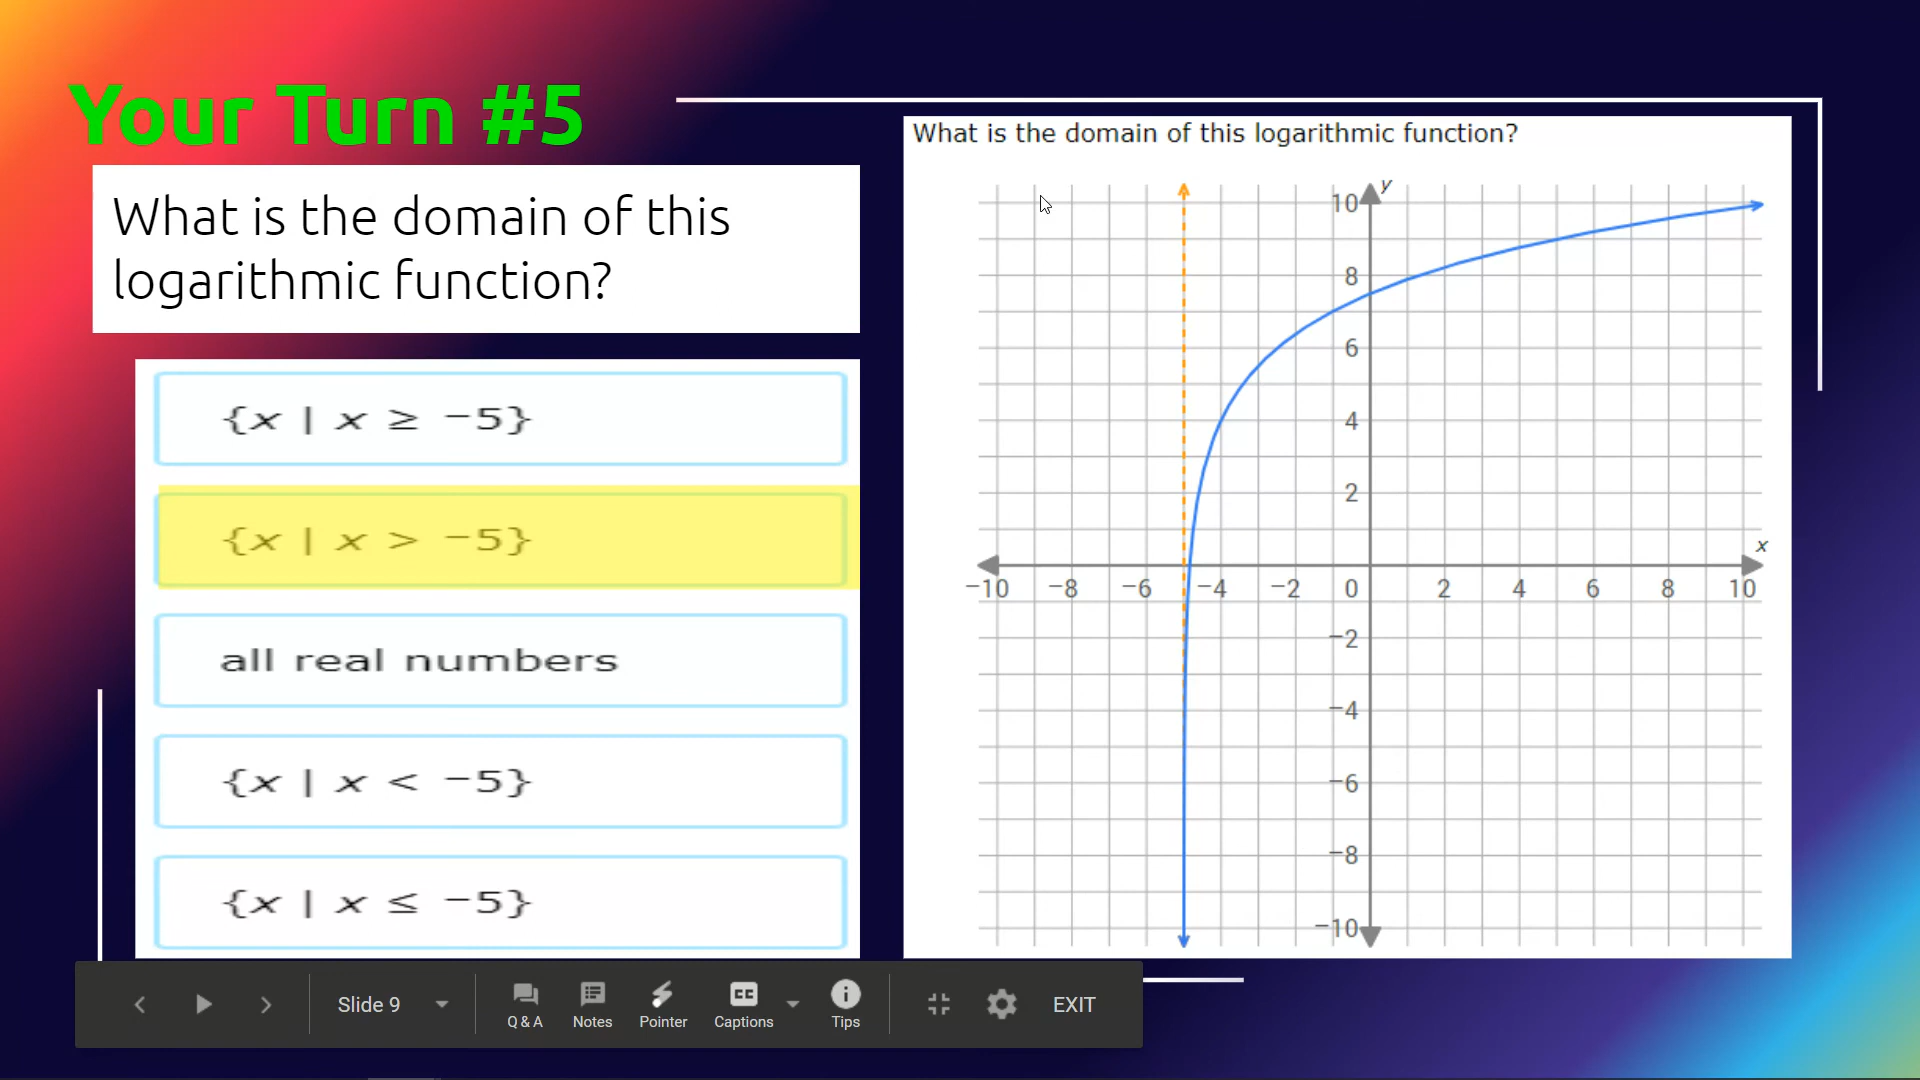 Your Turn #5
What is the domain of this
logarithmic function?
{x | x ≥ −5}
{x | x > −5}
all real numbers
{x | x < −5}
{x | x ≤ −5}
What is the domain of this logarithmic function?
y
10
8
6
4
2
x
−10 −8 −6 −4 −2 0 2 4 6 8 10
−2
−4
−6
−8
−10
Slide 9
Q & A
Notes
Pointer
CC
Captions
Tips
EXIT